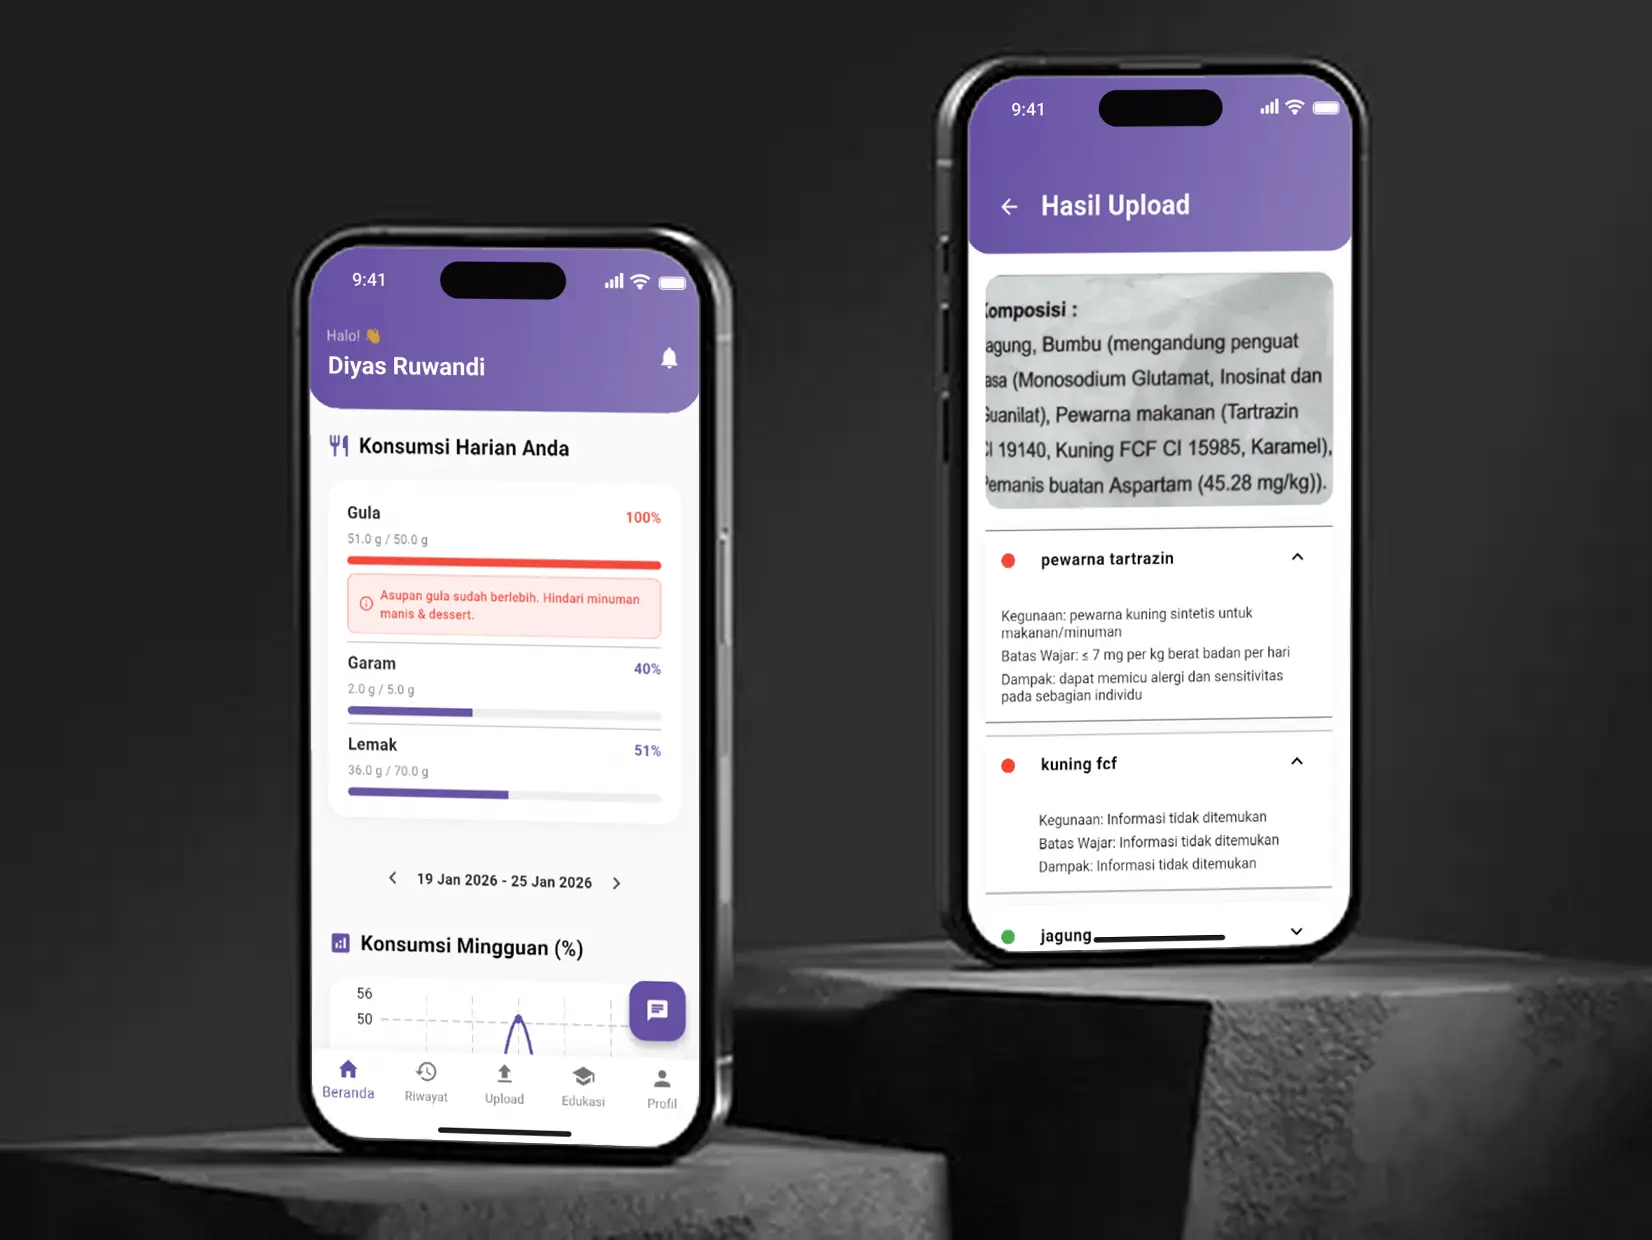 9:41
Halo! 👋
Diyas Ruwandi
Konsumsi Harian Anda
Gula
100%
51.0 g / 50.0 g
Asupan gula sudah berlebih. Hindari minuman
manis & dessert.
Garam
40%
2.0 g / 5.0 g
Lemak
51%
36.0 g / 70.0 g
19 Jan 2026 - 25 Jan 2026
Konsumsi Mingguan (%)
56
50
Beranda
Riwayat
Upload
Edukasi
Profil
9:41
Hasil Upload
Komposisi :
agung, Bumbu (mengandung penguat
asa (Monosodium Glutamat, Inosinat dan
Guanilat), Pewarna makanan (Tartrazin
CI 19140, Kuning FCF CI 15985, Karamel),
Pemanis buatan Aspartam (45.28 mg/kg)).
pewarna tartrazin
Kegunaan: pewarna kuning sintetis untuk
makanan/minuman
Batas Wajar: ≤ 7 mg per kg berat badan per hari
Dampak: dapat memicu alergi dan sensitivitas
pada sebagian individu
kuning fcf
Kegunaan: Informasi tidak ditemukan
Batas Wajar: Informasi tidak ditemukan
Dampak: Informasi tidak ditemukan
jagung